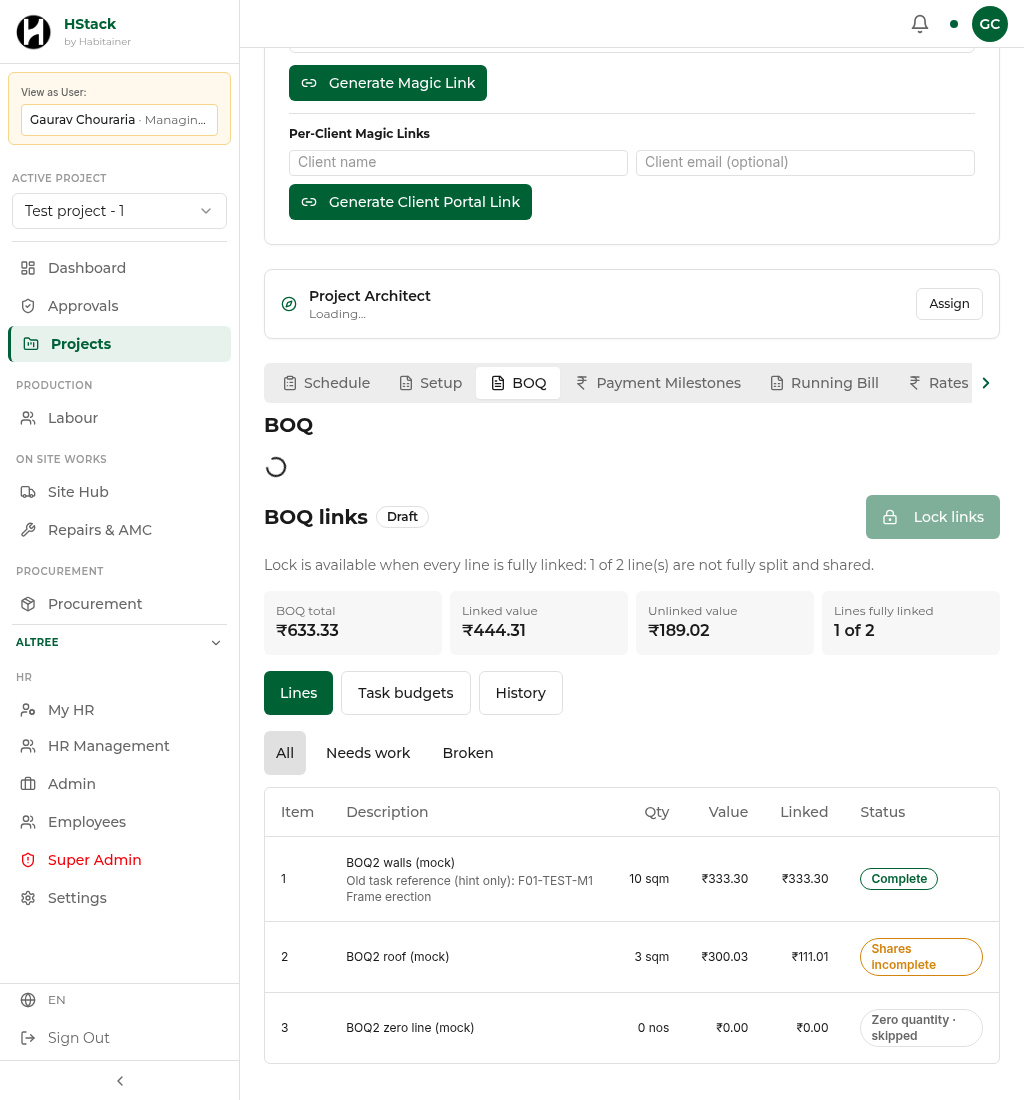 HStack
by Habitainer
GC
View as User:
Gaurav Chouraria · Managin...
ACTIVE PROJECT
Test project - 1
Dashboard
Approvals
Projects
PRODUCTION
Labour
ON SITE WORKS
Site Hub
Repairs & AMC
PROCUREMENT
Procurement
ALTREE
HR
My HR
HR Management
Admin
Employees
Super Admin
Settings
EN
Sign Out
Generate Magic Link
Per-Client Magic Links
Client name
Client email (optional)
Generate Client Portal Link
Project Architect
Loading...
Assign
Schedule
Setup
BOQ
₹ Payment Milestones
Running Bill
₹ Rates
BOQ
BOQ links
Draft
Lock links
Lock is available when every line is fully linked: 1 of 2 line(s) are not fully split and shared.
BOQ total
₹633.33
Linked value
₹444.31
Unlinked value
₹189.02
Lines fully linked
1 of 2
Lines
Task budgets
History
All
Needs work
Broken
Item Description Qty Value Linked Status
BOQ2 walls (mock)
1 Old task reference (hint only): F01-TEST-M1 10 sqm ₹333.30 ₹333.30 Complete
Frame erection
2 BOQ2 roof (mock) 3 sqm ₹300.03 ₹111.01 Shares
incomplete
3 BOQ2 zero line (mock) 0 nos ₹0.00 ₹0.00 Zero quantity ·
skipped